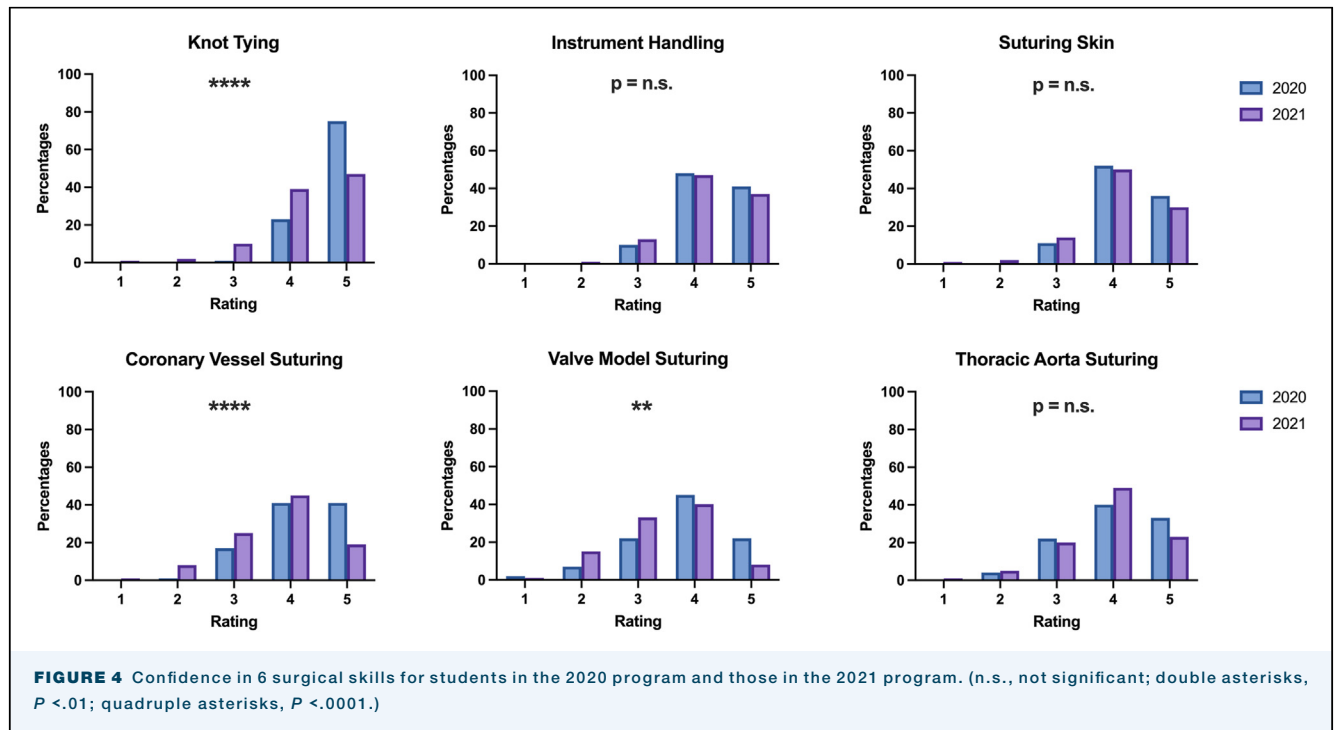 Knot Tying
****
100
80
60
40
20
0
Percentages
1 2 3 4 5
Rating
Instrument Handling
p = n.s.
100
80
60
40
20
0
Percentages
1 2 3 4 5
Rating
Suturing Skin
p = n.s.
100
80
60
40
20
0
Percentages
1 2 3 4 5
Rating
2020
2021
Coronary Vessel Suturing
****
100
80
60
40
20
0
Percentages
1 2 3 4 5
Rating
Valve Model Suturing
**
100
80
60
40
20
0
Percentages
1 2 3 4 5
Rating
Thoracic Aorta Suturing
p = n.s.
100
80
60
40
20
0
Percentages
1 2 3 4 5
Rating
2020
2021
FIGURE 4 Confidence in 6 surgical skills for students in the 2020 program and those in the 2021 program. (n.s., not significant; double asterisks,
P <.01; quadruple asterisks, P <.0001.)